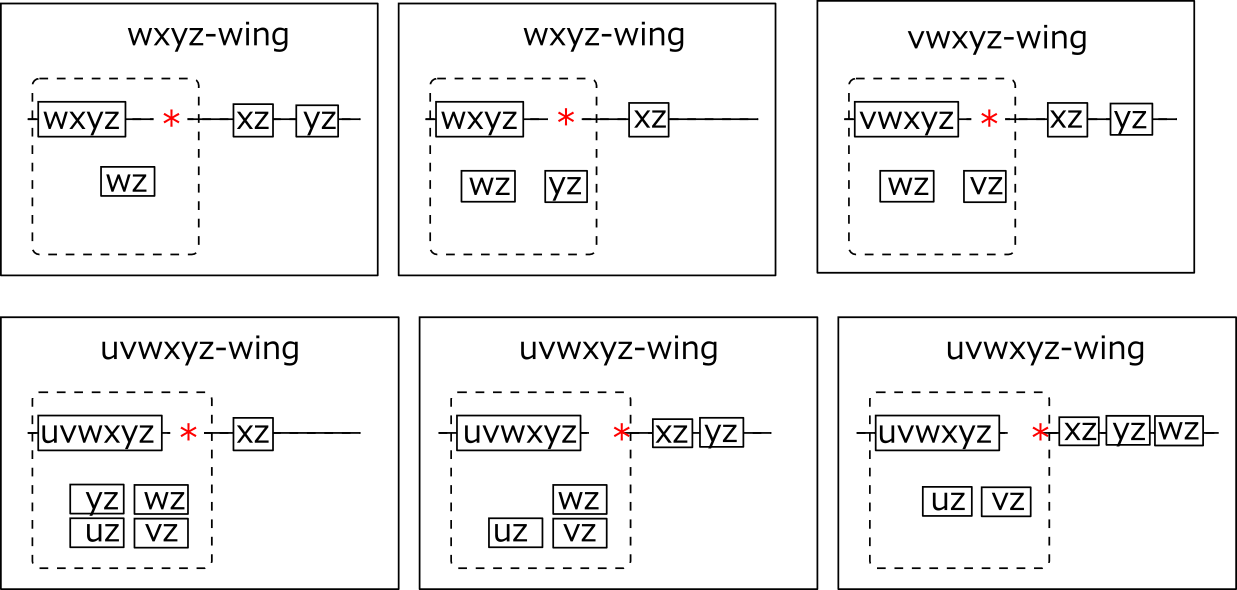 wxyz-wing
wxyz * xz yz
wz
wxyz-wing
wxyz * xz
wz yz
vwxyz-wing
vwxyz * xz yz
wz vz
uvwxyz-wing
uvwxyz * xz
yz wz
uz vz
uvwxyz-wing
uvwxyz * xz yz
wz
uz vz
uvwxyz-wing
uvwxyz * xz yz wz
uz vz